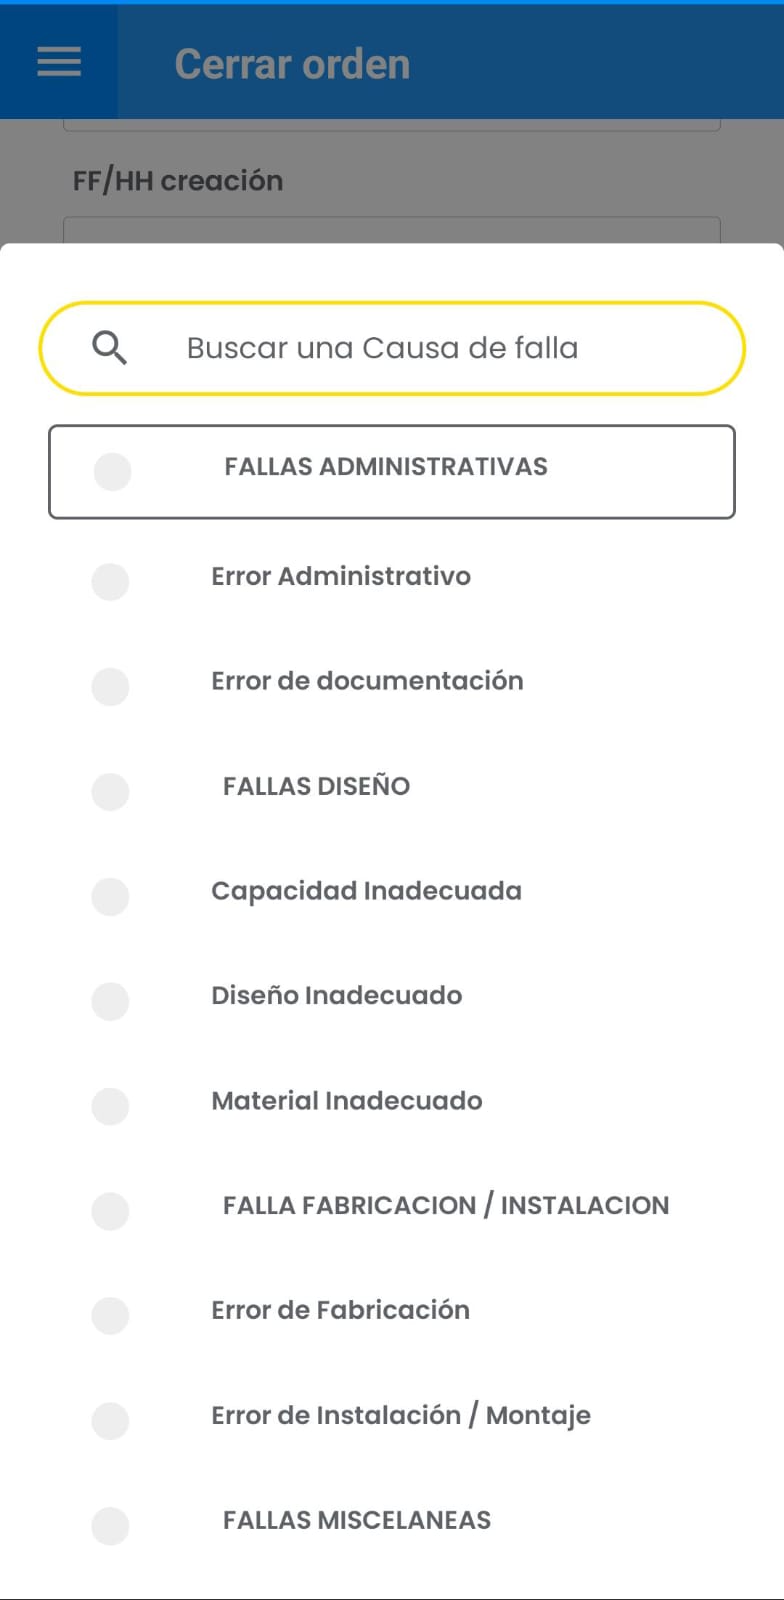 Cerrar orden
FF/HH creación
Buscar una Causa de falla
FALLAS ADMINISTRATIVAS
Error Administrativo
Error de documentación
FALLAS DISEÑO
Capacidad Inadecuada
Diseño Inadecuado
Material Inadecuado
FALLA FABRICACION / INSTALACION
Error de Fabricación
Error de Instalación / Montaje
FALLAS MISCELANEAS